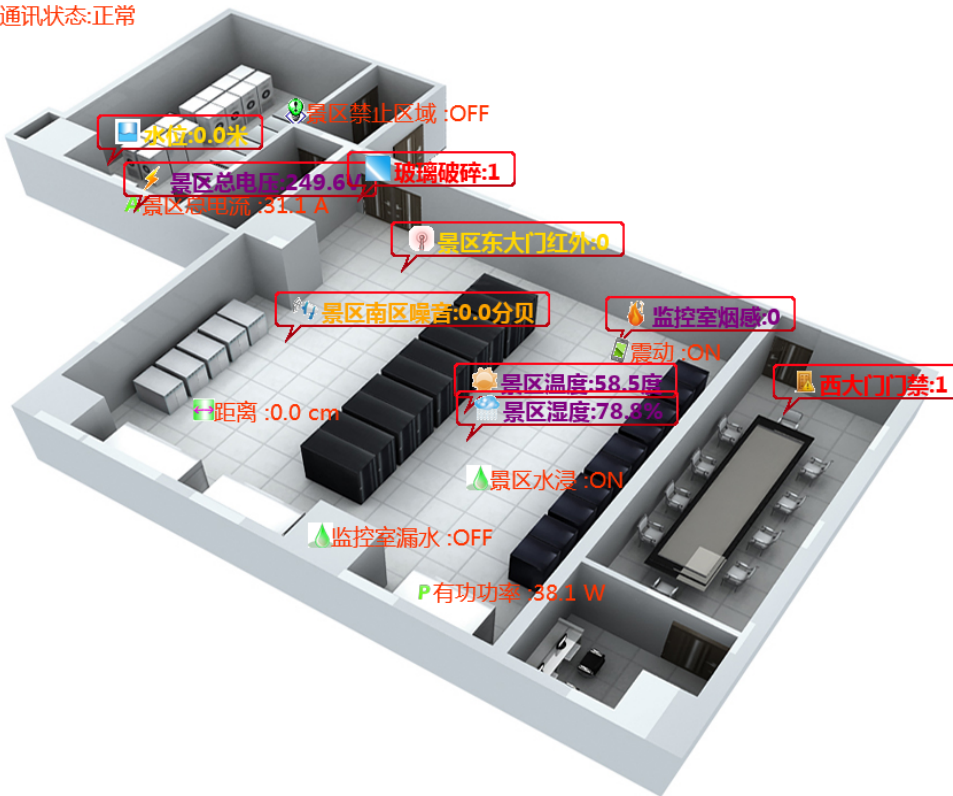 通讯状态:正常
景区禁止区域 :OFF
水位:0.0米
玻璃破碎:1
景区总电压:249.6V
景区总电流 :31.1 A
景区东大门红外:0
景区南区噪音:0.0分贝
监控室烟感:0
震动 :ON
景区温度:58.5度
西大门门禁:1
景区湿度:78.8%
距离 :0.0 cm
景区水浸 :ON
监控室漏水 :OFF
P有功功率 :38.1 W